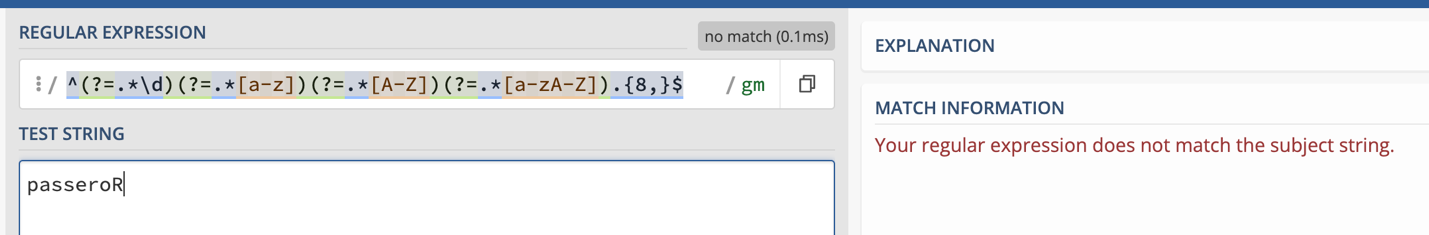 REGULAR EXPRESSION
no match (0.1ms)
/ ^(?=.*\d)(?=.*[a-z])(?=.*[A-Z])(?=.*[a-zA-Z]).{8,}$ / gm
TEST STRING
passeroR
EXPLANATION
MATCH INFORMATION
Your regular expression does not match the subject string.